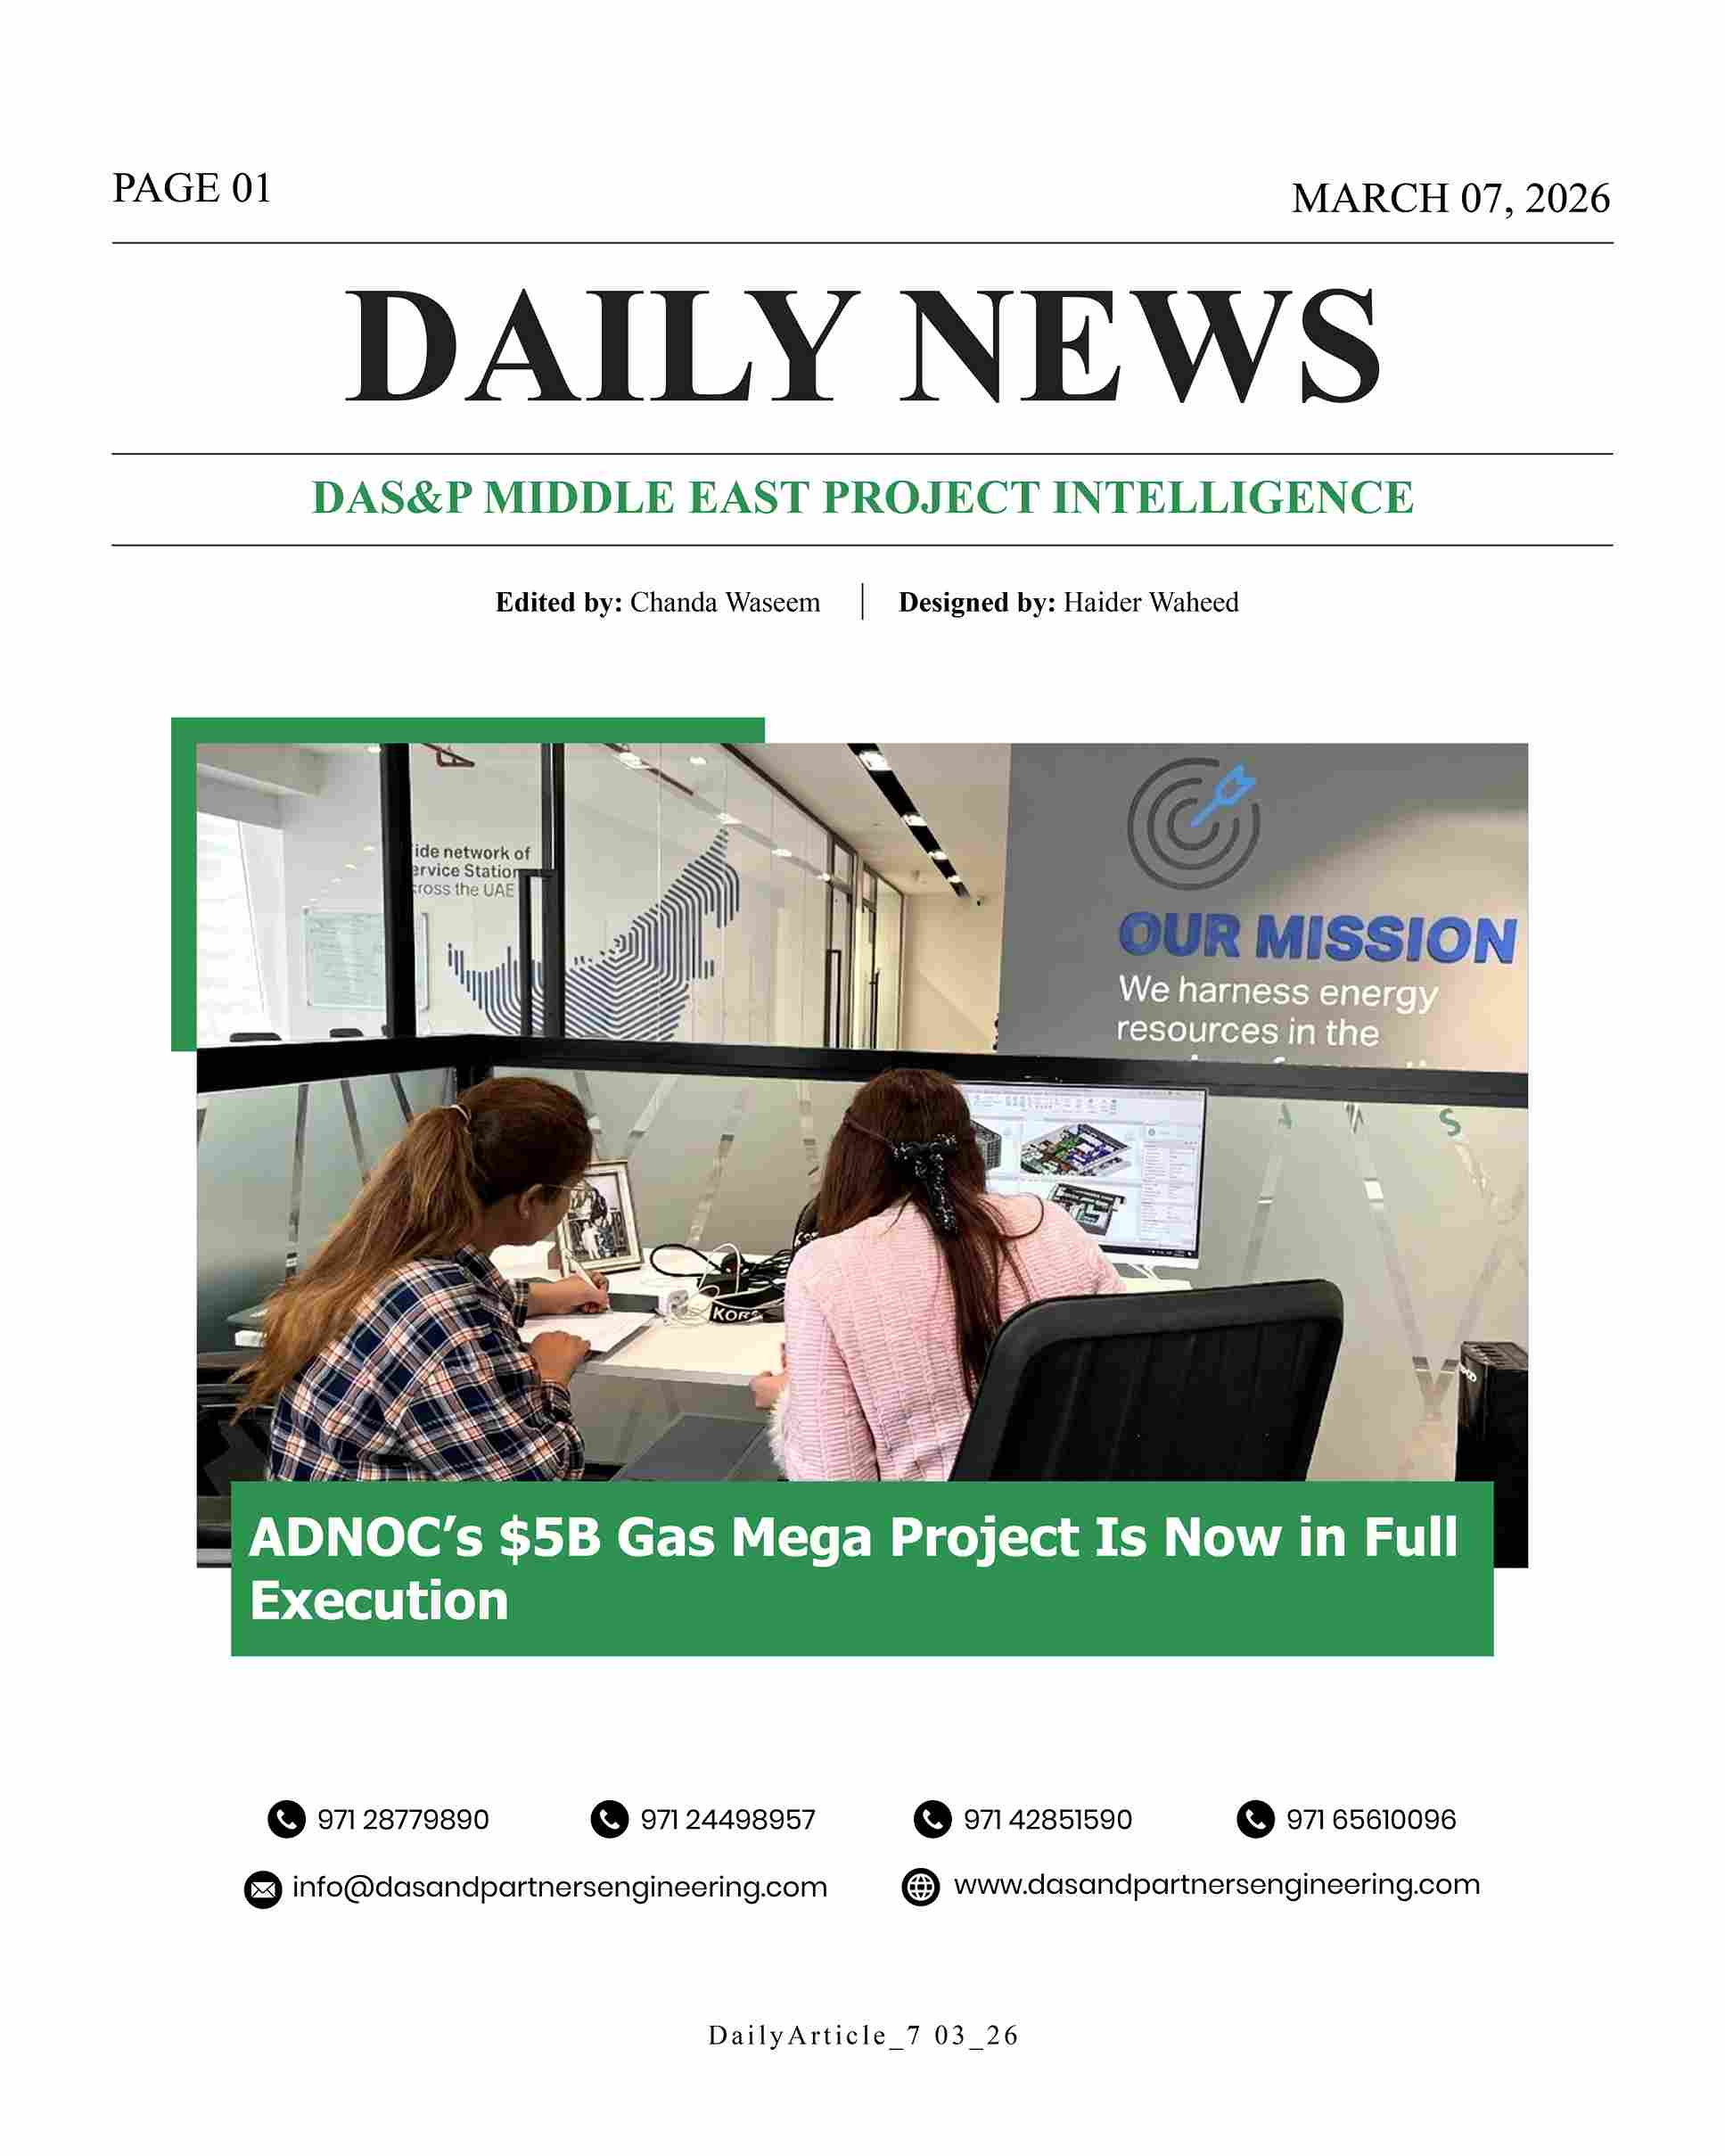 PAGE 01
MARCH 07, 2026
DAILY NEWS
DAS&P MIDDLE EAST PROJECT INTELLIGENCE
Edited by: Chanda Waseem
Designed by: Haider Waheed
ide network of
ervice Station
cross the UAE
OUR MISSION
We harness energy
resources in the
KORS
ADNOC’s $5B Gas Mega Project Is Now in Full
Execution
971 28779890
971 24498957
971 42851590
971 65610096
info@dasandpartnersengineering.com
www.dasandpartnersengineering.com
DailyArticle_7 03_26